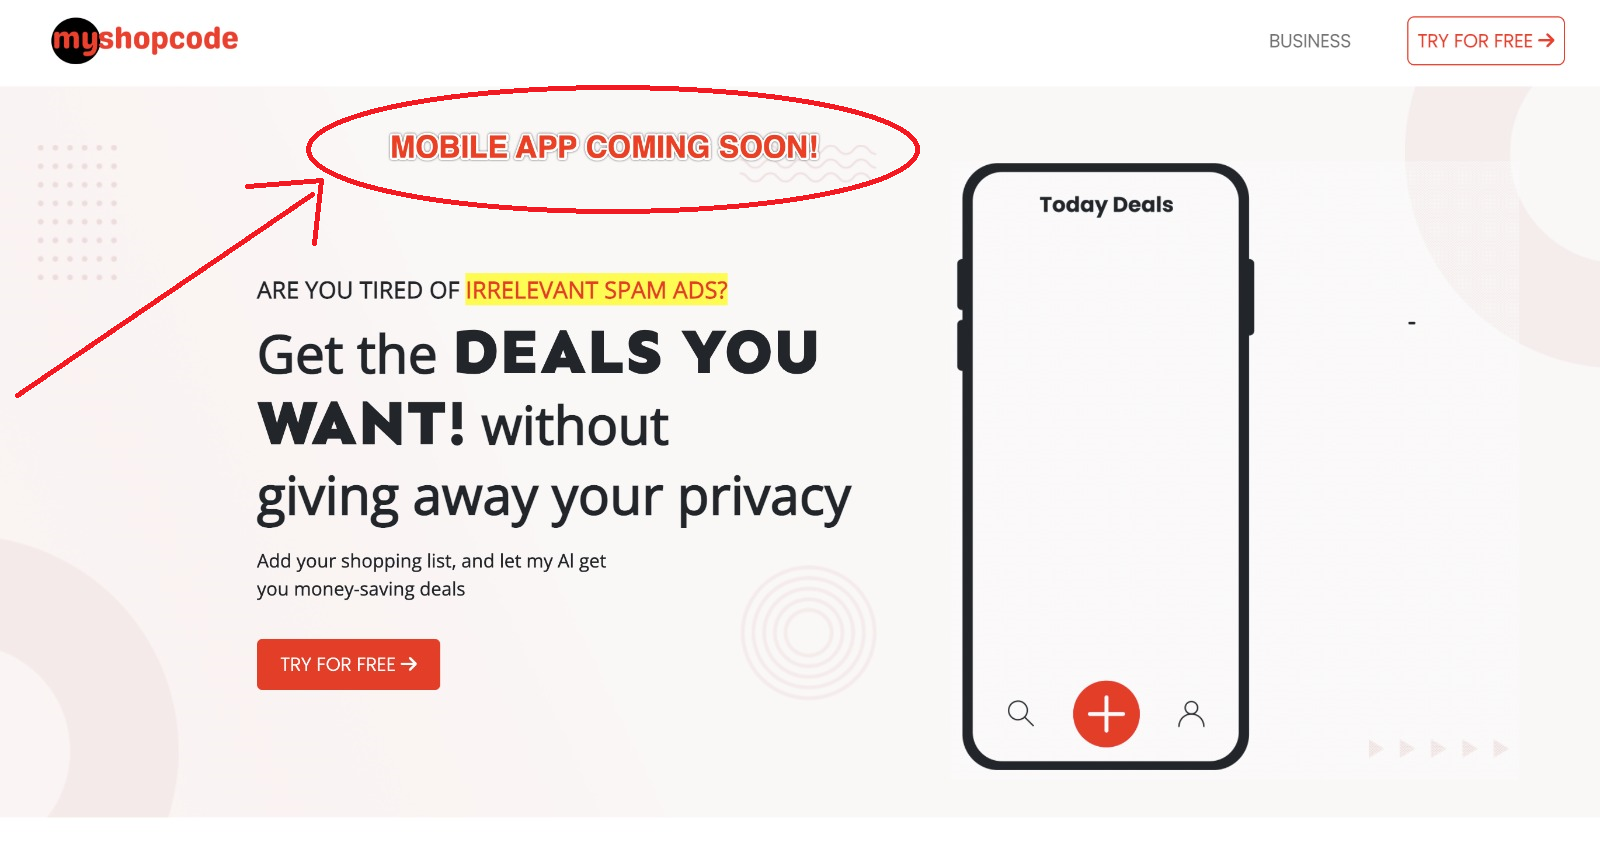 myshopcode
BUSINESS
TRY FOR FREE
MOBILE APP COMING SOON!
ARE YOU TIRED OF IRRELEVANT SPAM ADS?
Get the DEALS YOU
WANT! without
giving away your privacy
Add your shopping list, and let my AI get
you money-saving deals
TRY FOR FREE
Today Deals
-